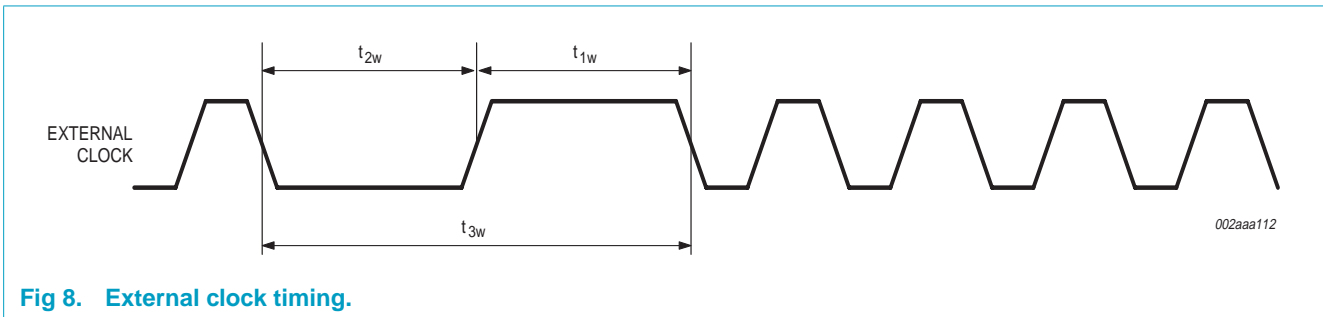 t2w t1w
EXTERNAL
CLOCK
t3w
002aaa112
Fig 8. External clock timing.